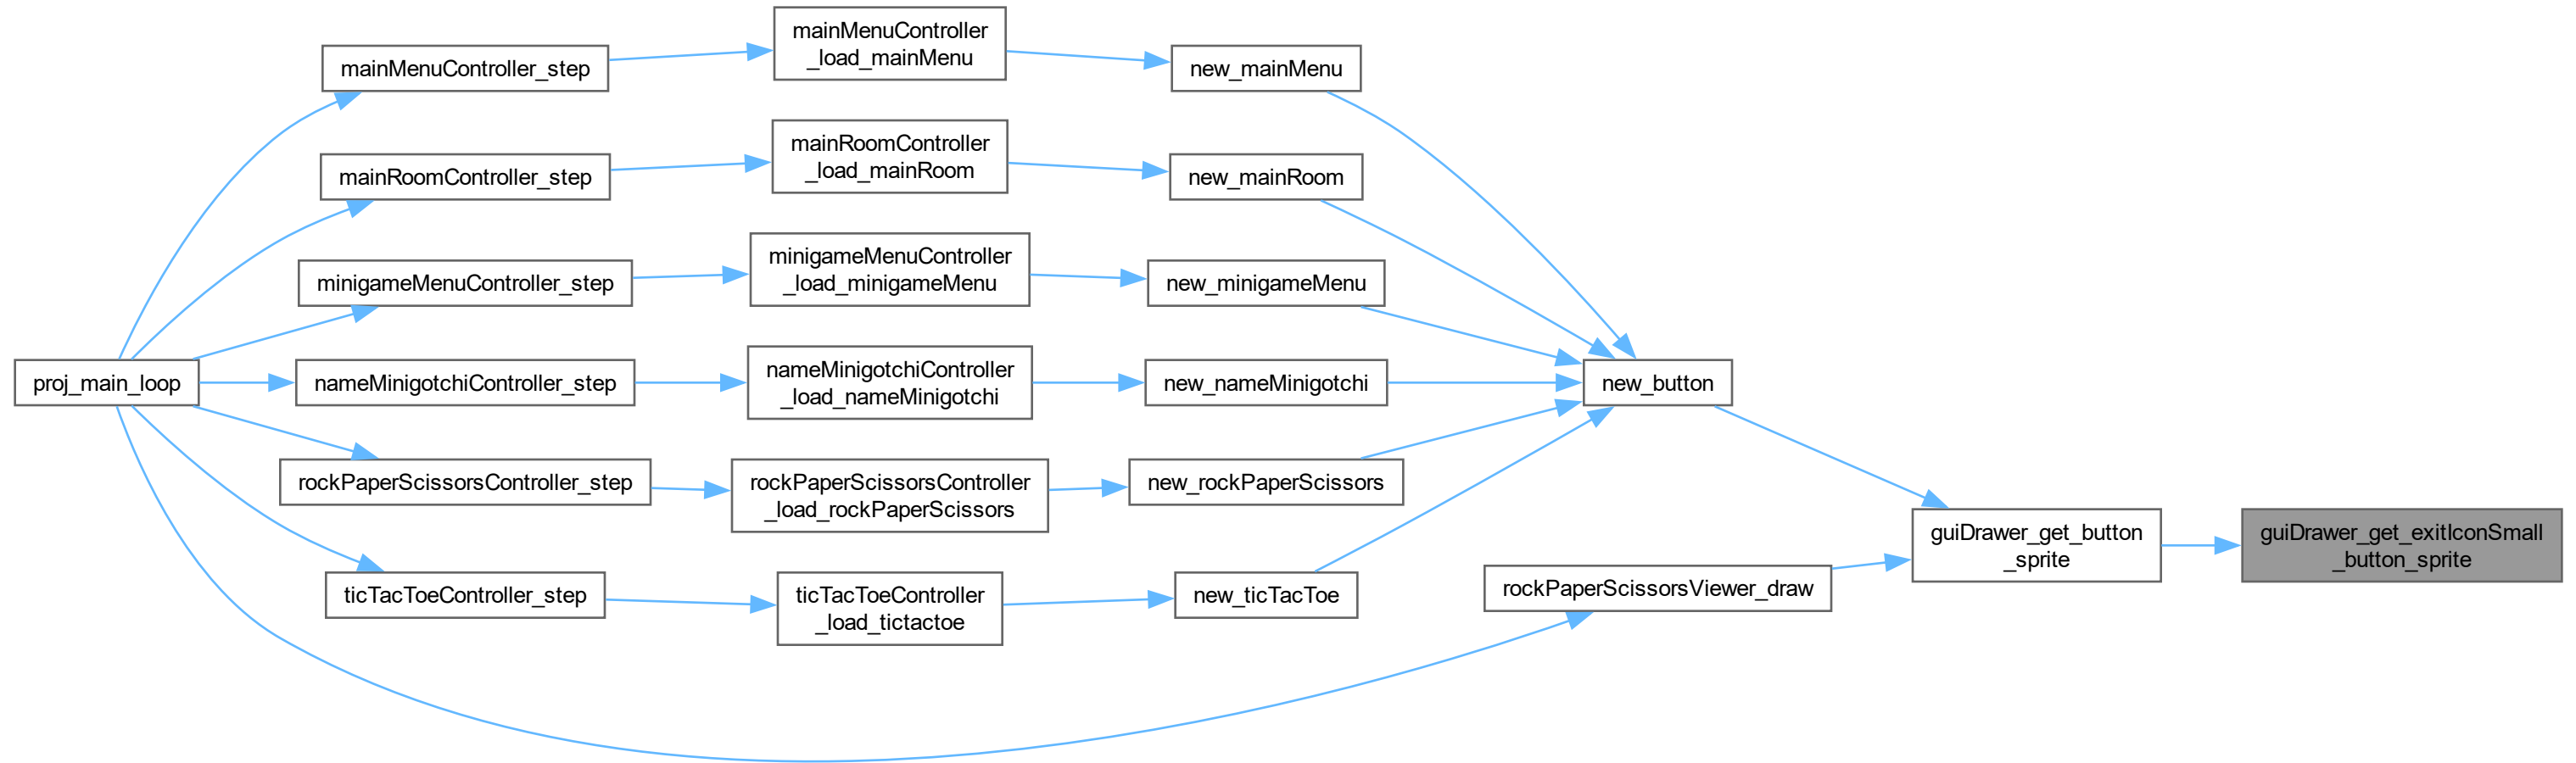 mainMenuController
_load_mainMenu
mainMenuController_step
new_mainMenu
mainRoomController
_load_mainRoom
mainRoomController_step
new_mainRoom
minigameMenuController
_load_minigameMenu
minigameMenuController_step
new_minigameMenu
proj_main_loop
nameMinigotchiController_step
nameMinigotchiController
_load_nameMinigotchi
new_nameMinigotchi
new_button
rockPaperScissorsController_step
rockPaperScissorsController
_load_rockPaperScissors
new_rockPaperScissors
guiDrawer_get_button
_sprite
guiDrawer_get_exitIconSmall
_button_sprite
ticTacToeController_step
ticTacToeController
_load_tictactoe
new_ticTacToe
rockPaperScissorsViewer_draw